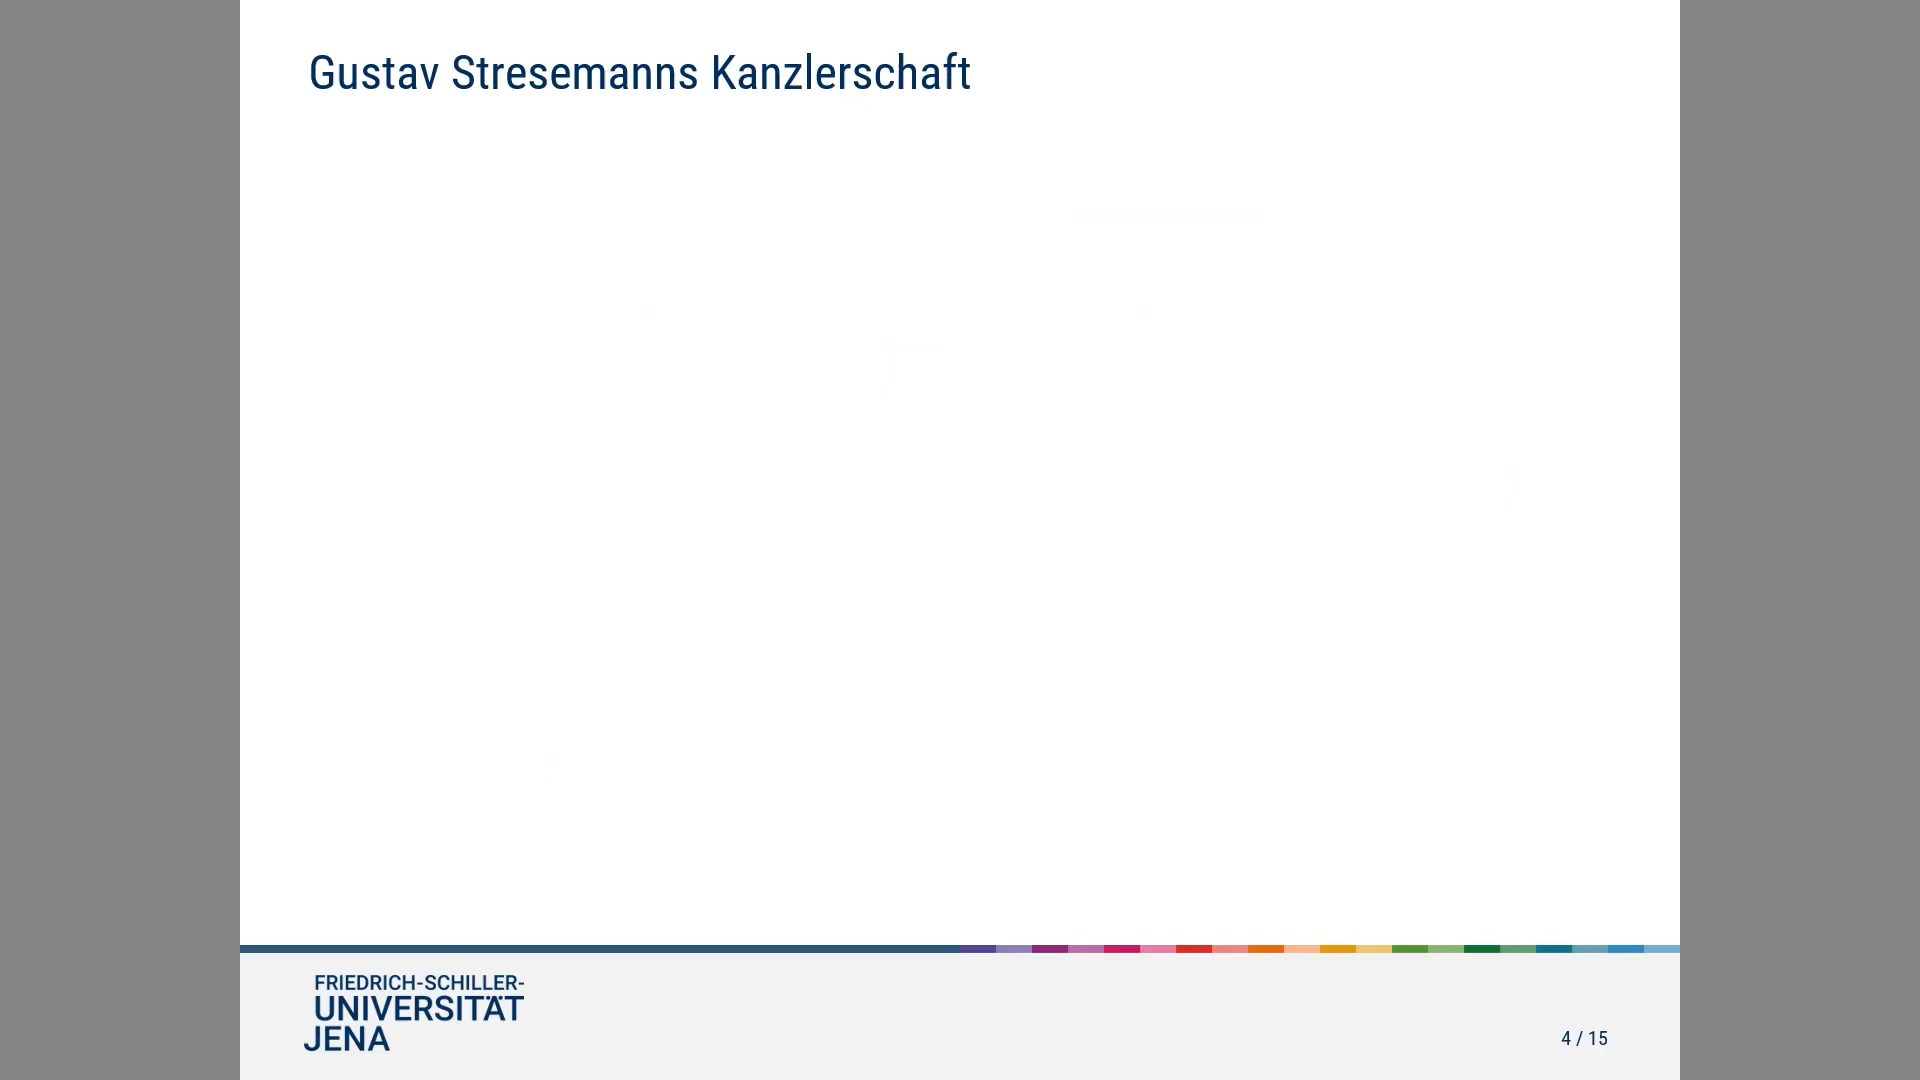 Gustav Stresemanns Kanzlerschaft
FRIEDRICH-SCHILLER-
UNIVERSITÄT
JENA
4 / 15